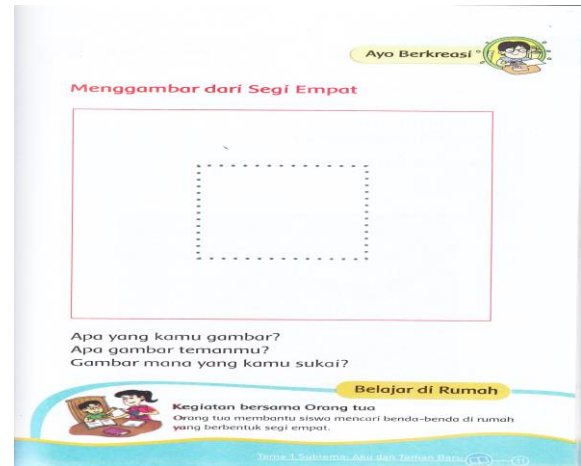 Ayo Berkreasi
Menggambar dari Segi Empat
Apa yang kamu gambar?
Apa gambar temanmu?
Gambar mana yang kamu sukai?
Belajar di Rumah
Kegiatan bersama Orang tua
Orang tua membantu siswa mencari benda-benda di rumah
yang berbentuk segi empat.
Tema 1 Subtema: Aku dan Teman Baru